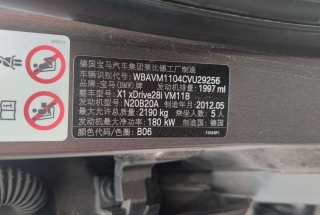 德国宝马汽车集团莱比锡工厂制造
车辆识别代号: WBAVM1104CVU29256
品牌: 宝马(BMW)牌 发动机排量: 1997 ml
整车型号: X1 xDrive28i VM11B
发动机型号: N20B20A 制造年月: 2012.05
最大允许总质量: 2190 kg 乘坐人数: 5 人
发动机最大净功率: 180 kW 制造国: 德国
颜色代码/色图: B06